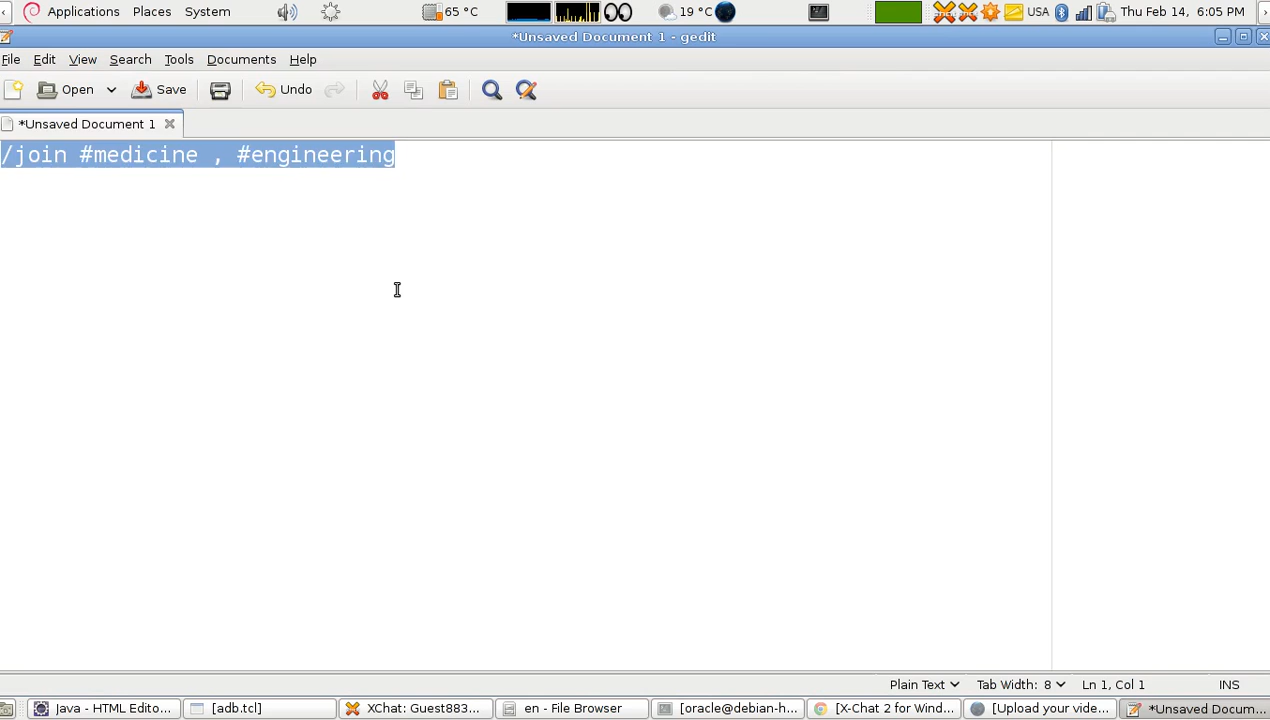 Applications Places System 65 °C 19 °C USA Thu Feb 14, 6:05 PM
*Unsaved Document 1 - gedit
File Edit View Search Tools Documents Help
Open Save Undo
*Unsaved Document 1
/join #medicine , #engineering
Plain Text Tab Width: 8 Ln 1, Col 1 INS
Java - HTML Edito... [adb.tcl] XChat: Guest883... en - File Browser [oracle@debian-h... [X-Chat 2 for Wind... [Upload your vide... *Unsaved Docum...